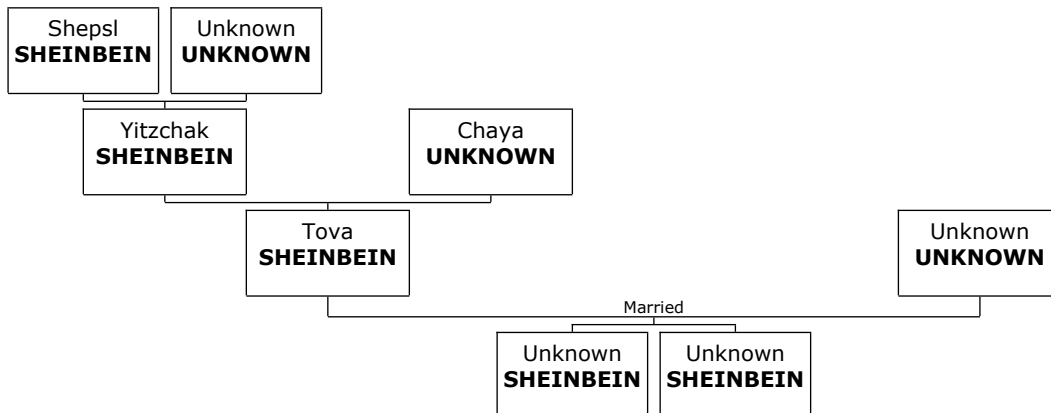 Shepsl
SHEINBEIN
Unknown
UNKNOWN
Yitzchak
SHEINBEIN
Chaya
UNKNOWN
Tova
SHEINBEIN
Unknown
UNKNOWN
Married
Unknown
SHEINBEIN
Unknown
SHEINBEIN